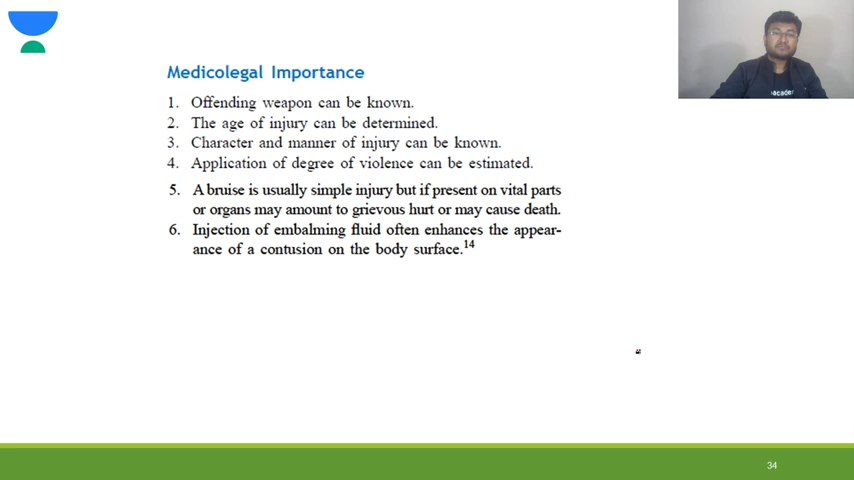 Medicolegal Importance
1. Offending weapon can be known.
2. The age of injury can be determined.
3. Character and manner of injury can be known.
4. Application of degree of violence can be estimated.
5. A bruise is usually simple injury but if present on vital parts
or organs may amount to grievous hurt or may cause death.
6. Injection of embalming fluid often enhances the appear-
ance of a contusion on the body surface.14
34